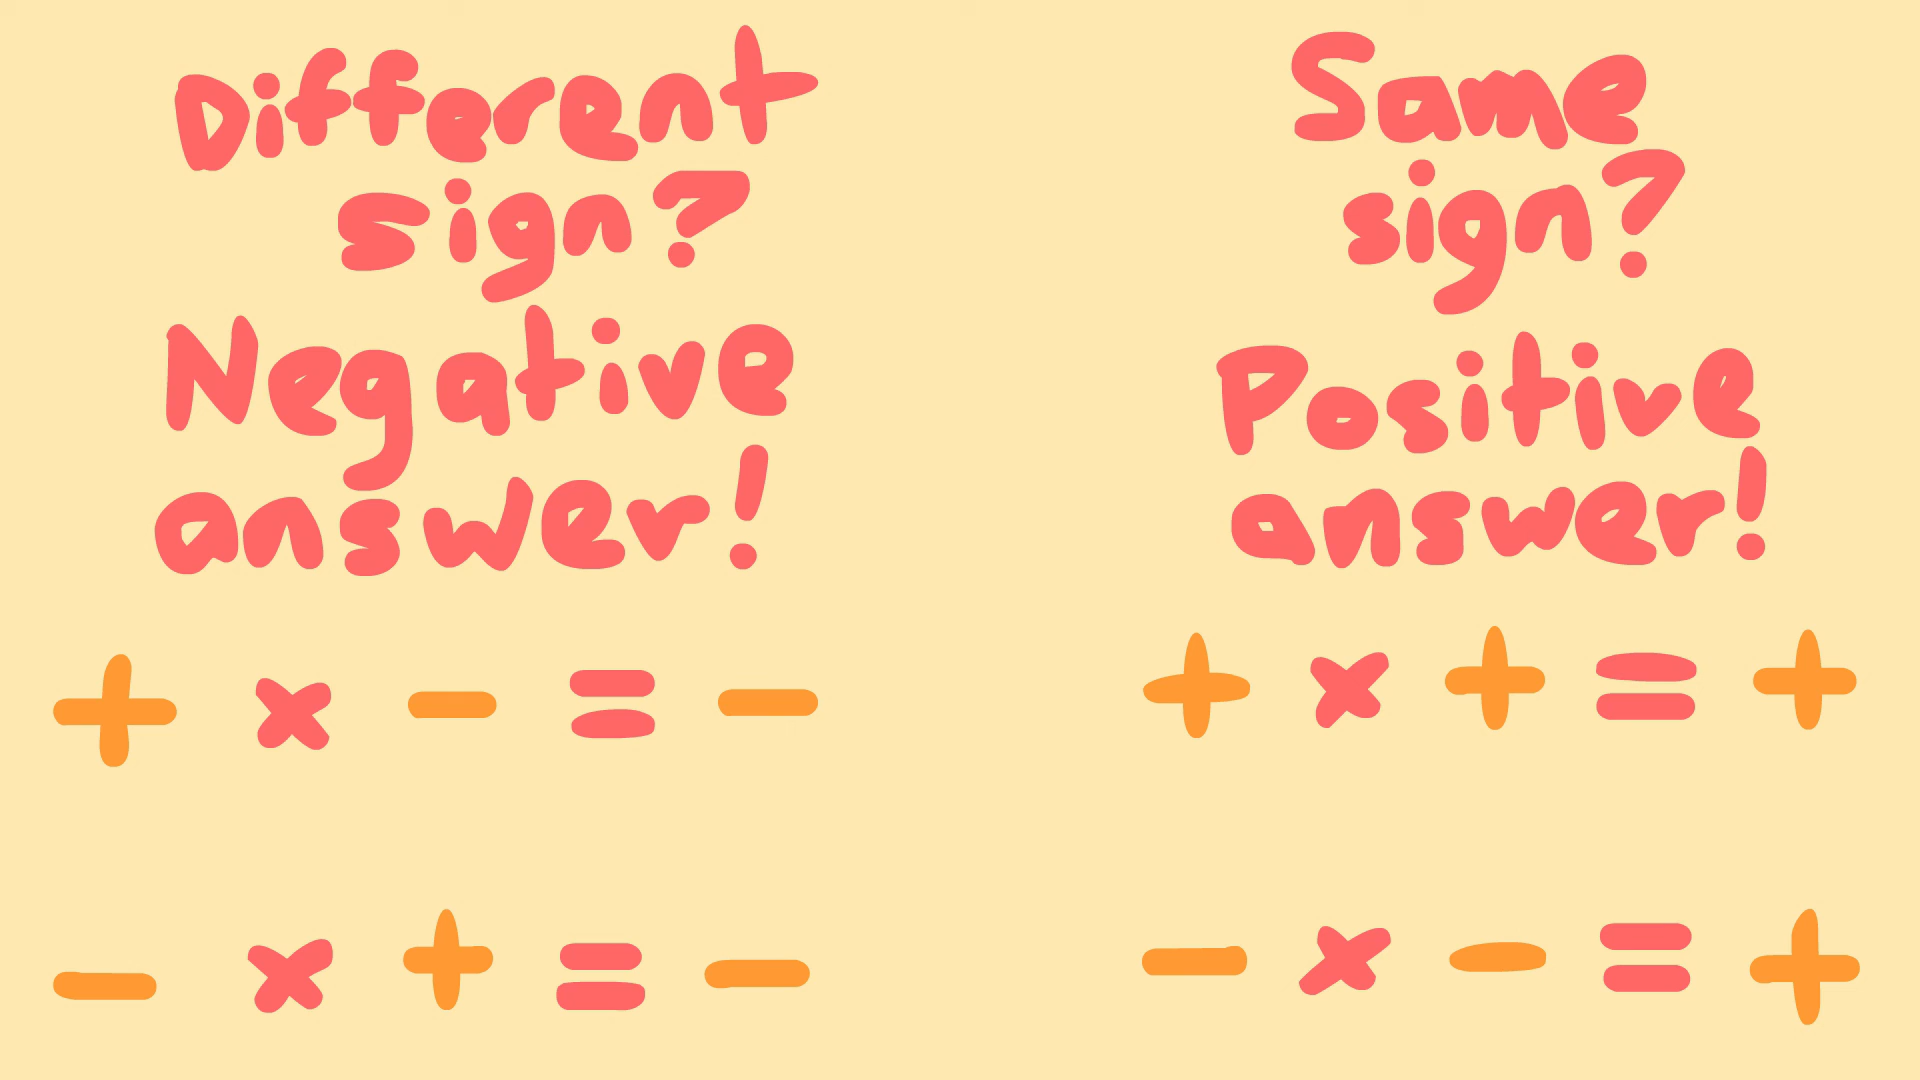 Different
sign?
Negative
answer!
+ × - = -
- × + = -
Same
sign?
Positive
answer!
+ × + = +
- × - = +